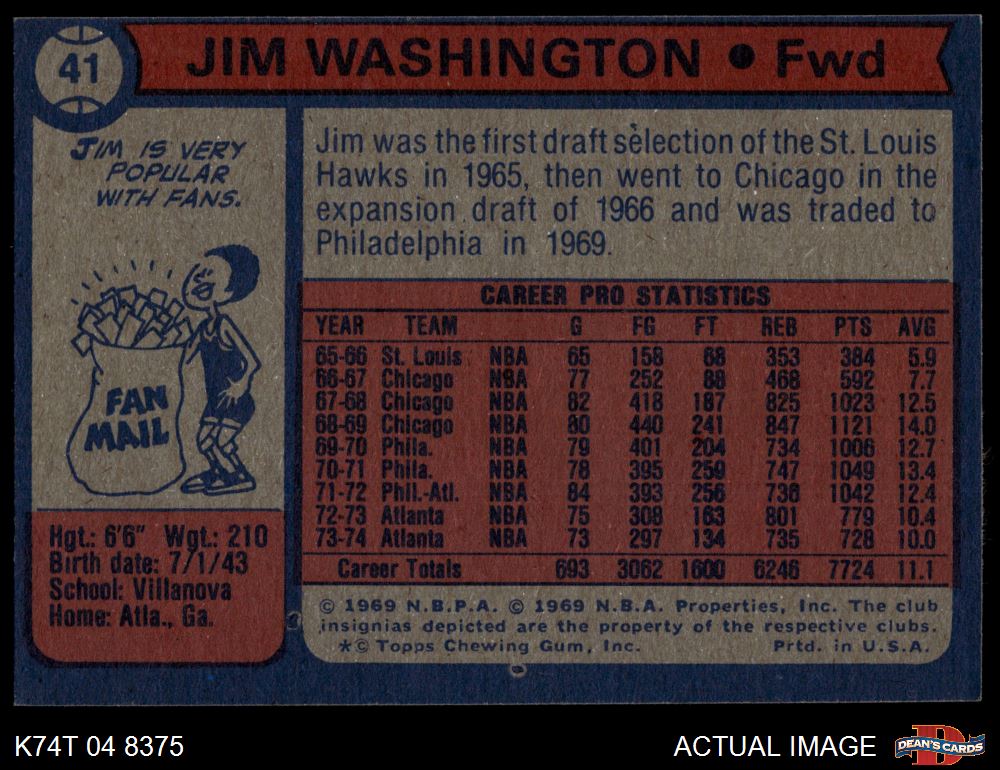 41
JIM WASHINGTON • Fwd
JIM IS VERY
POPULAR
WITH FANS.
FAN
MAIL
Hgt.: 6'6" Wgt.: 210
Birth date: 7/1/43
School: Villanova
Home: Atla., Ga.
Jim was the first draft selection of the St. Louis
Hawks in 1965, then went to Chicago in the
expansion draft of 1966 and was traded to
Philadelphia in 1969.
CAREER PRO STATISTICS
YEAR TEAM G FG FT REB PTS AVG
65-66 St. Louis NBA 65 158 68 353 384 5.9
66-67 Chicago NBA 77 252 88 468 592 7.7
67-68 Chicago NBA 82 418 187 825 1023 12.5
68-69 Chicago NBA 80 440 241 847 1121 14.0
69-70 Phila. NBA 79 401 204 734 1006 12.7
70-71 Phila. NBA 78 395 259 747 1049 13.4
71-72 Phil.-Atl. NBA 84 393 256 736 1042 12.4
72-73 Atlanta NBA 75 308 163 801 779 10.4
73-74 Atlanta NBA 73 297 134 735 728 10.0
Career Totals 693 3062 1600 6246 7724 11.1
© 1969 N.B.P.A. © 1969 N.B.A. Properties, Inc. The club
insignias depicted are the property of the respective clubs.
*© Topps Chewing Gum, Inc. Prtd. in U.S.A.
K74T 04 8375
ACTUAL IMAGE
D
DEAN'S CARDS